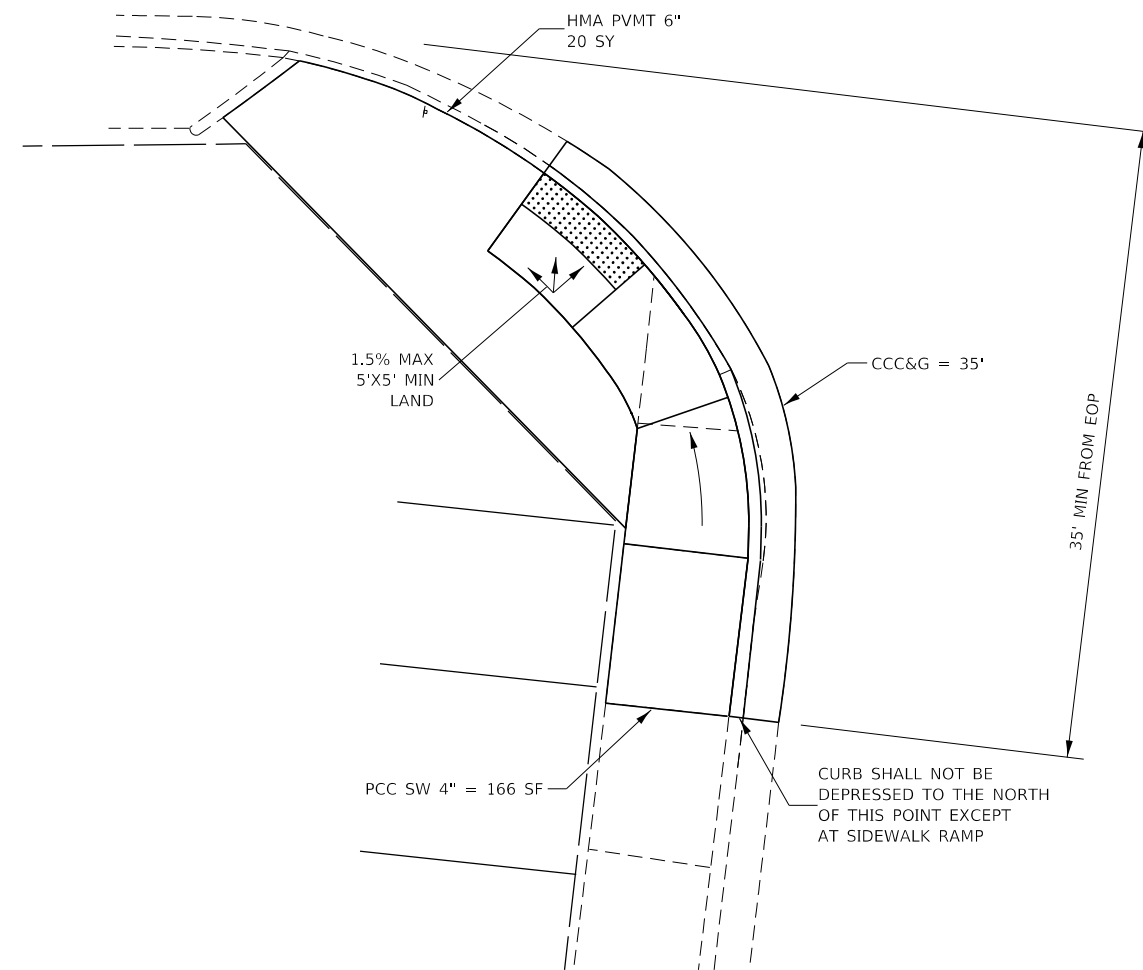 HMA PVMT 6"
20 SY
1.5% MAX
5'X5' MIN
LAND
CCC&G = 35'
35' MIN FROM EOP
PCC SW 4" = 166 SF
CURB SHALL NOT BE
DEPRESSED TO THE NORTH
OF THIS POINT EXCEPT
AT SIDEWALK RAMP